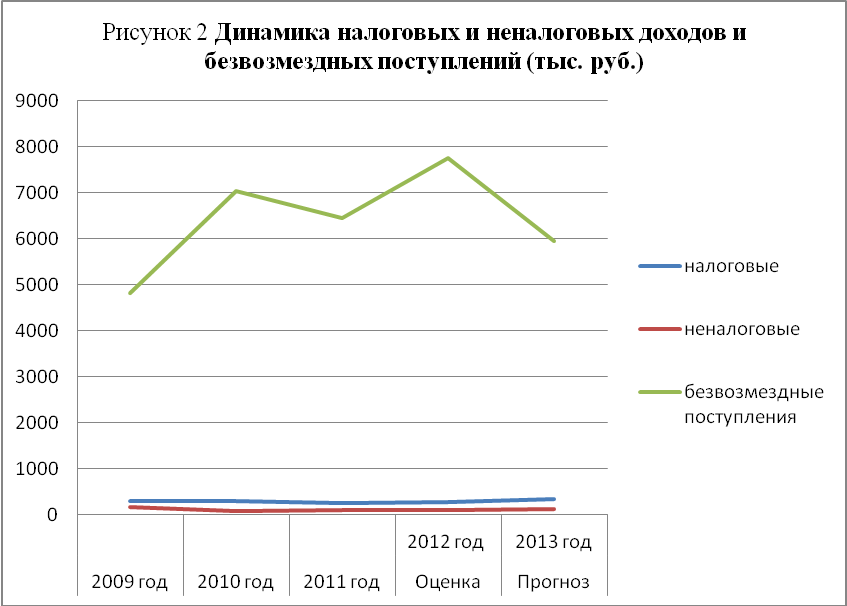 Рисунок 2 Динамика налоговых и неналоговых доходов и
безвозмездных поступлений (тыс. руб.)
9000
8000
7000
6000
5000
4000
3000
2000
1000
0
2009 год
2010 год
2011 год
2012 год
Оценка
2013 год
Прогноз
налоговые
неналоговые
безвозмездные
поступления